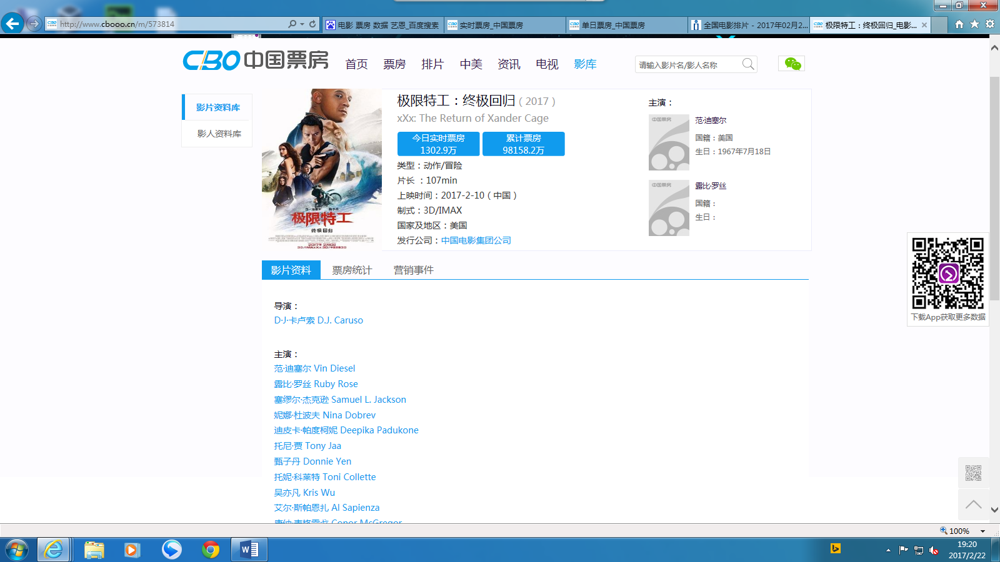 http://www.cbooo.cn/m/573814
电影 票房 数据 艺恩_百度搜索
实时票房_中国票房
单日票房_中国票房
全国电影排片 - 2017年02月2...
极限特工：终极回归_电影...
CBO 中国票房
首页 票房 排片 中美 资讯 电视 影库
请输入影片名/影人名称
影片资料库
影人资料库
极限特工
终极回归
极限特工：终极回归 ( 2017 )
xXx: The Return of Xander Cage
今日实时票房
1302.9万
累计票房
98158.2万
类型：动作/冒险
片长 ：107min
上映时间：2017-2-10（中国）
制式：3D/IMAX
国家及地区：美国
发行公司：中国电影集团公司
主演：
中国票房
范·迪塞尔
国籍：美国
生日：1967年7月18日
中国票房
露比·罗丝
国籍：
生日：
影片资料 票房统计 营销事件
导演：
D·J·卡卢索 D.J. Caruso
主演：
范·迪塞尔 Vin Diesel
露比·罗丝 Ruby Rose
塞缪尔·杰克逊 Samuel L. Jackson
妮娜·杜波夫 Nina Dobrev
迪皮卡·帕度柯妮 Deepika Padukone
托尼·贾 Tony Jaa
甄子丹 Donnie Yen
托妮·科莱特 Toni Collette
吴亦凡 Kris Wu
艾尔·斯帕恩扎 Al Sapienza
康纳·麦格雷戈 Conor McGregor
下载App获取更多数据
100%
19:20
2017/2/22